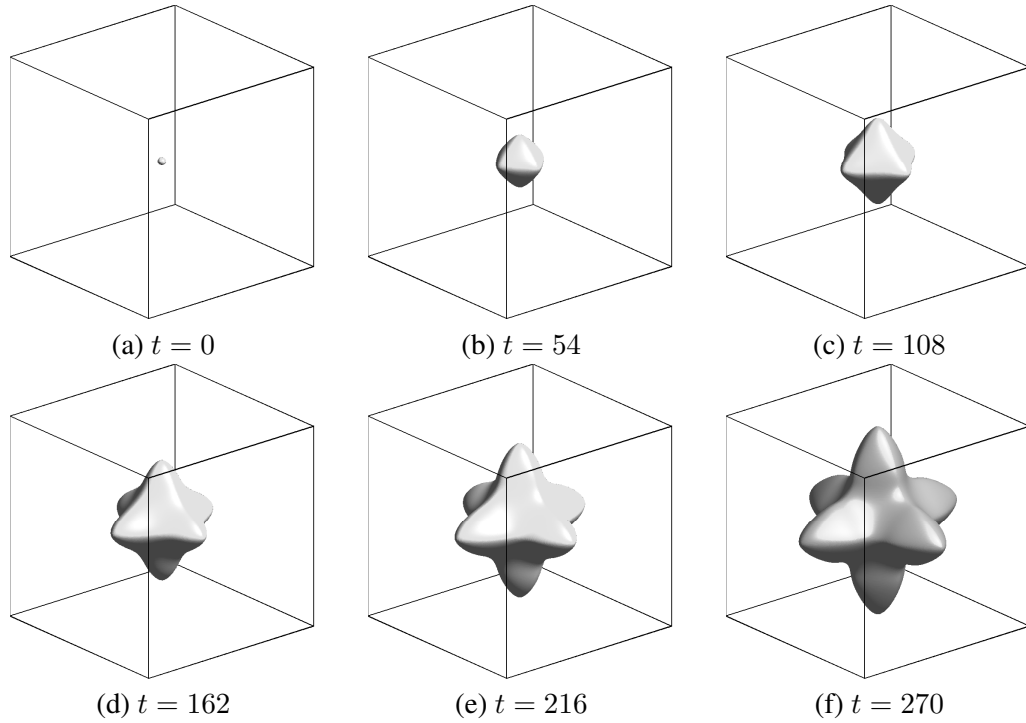 (a) t = 0
(b) t = 54
(c) t = 108
(d) t = 162
(e) t = 216
(f) t = 270